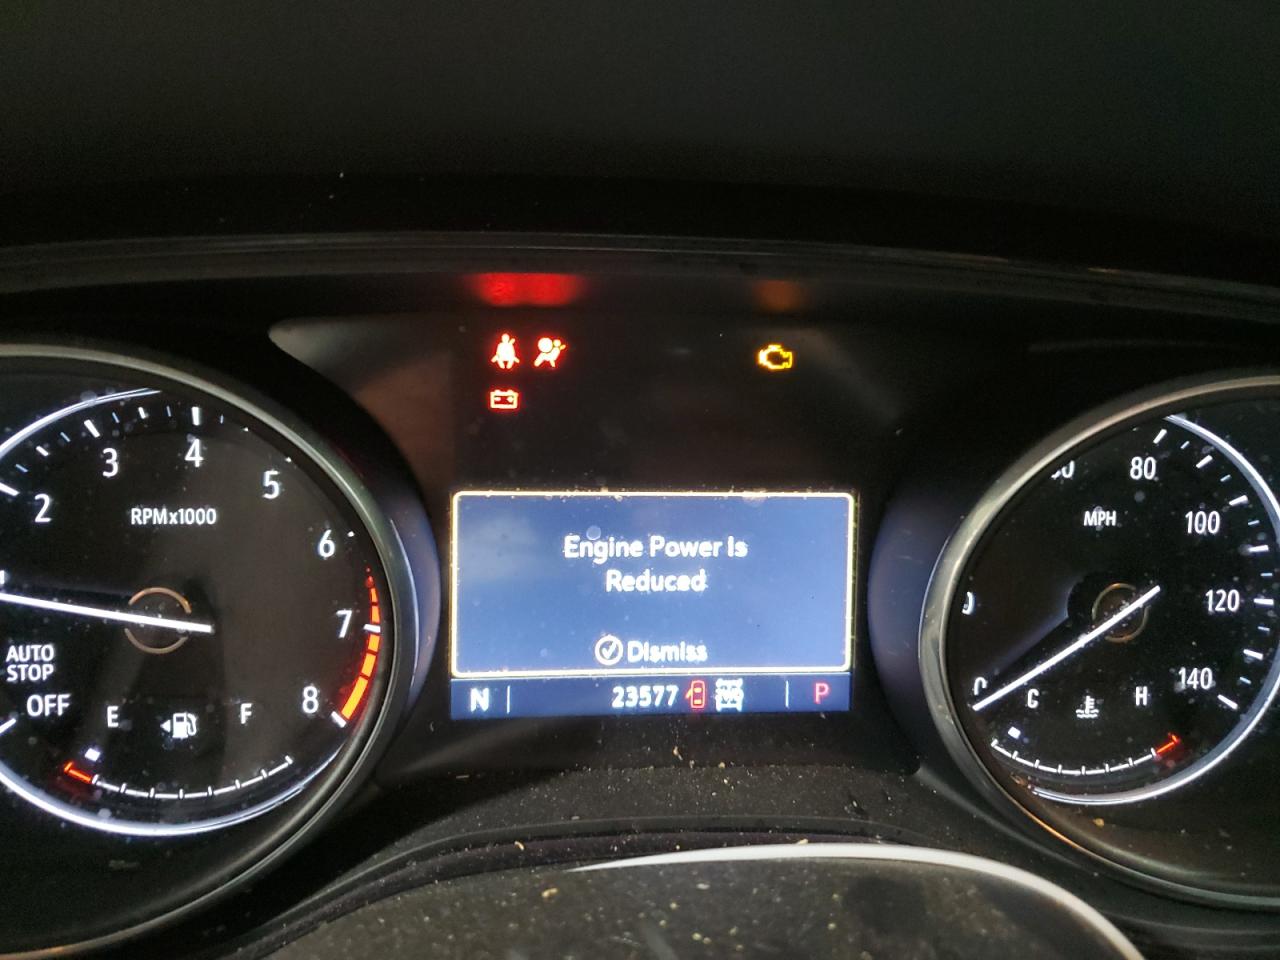 2
3
4
5
6
7
8
RPMx1000
AUTO
STOP
OFF
E
F
Engine Power Is
Reduced
Dismiss
N
23577
P
0
80
100
120
140
MPH
C
H